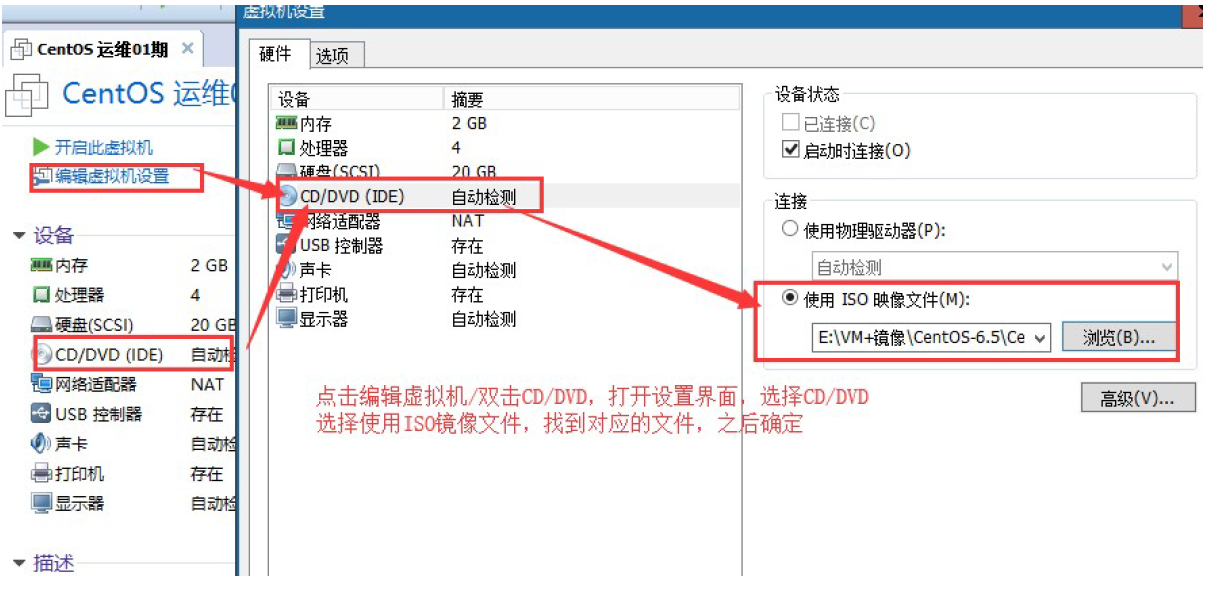 CentOS 运维01期
CentOS 运维
开启此虚拟机
编辑虚拟机设置
设备
内存 2 GB
处理器 4
硬盘(SCSI) 20 GB
CD/DVD (IDE) 自动检
网络适配器 NAT
USB 控制器 存在
声卡 自动检
打印机 存在
显示器 自动检
描述
虚拟机设置
硬件 选项
设备 摘要
内存 2 GB
处理器 4
硬盘(SCSI) 20 GB
CD/DVD (IDE) 自动检测
网络适配器 NAT
USB 控制器 存在
声卡 自动检测
打印机 存在
显示器 自动检测
设备状态
已连接(C)
启动时连接(O)
连接
使用物理驱动器(P):
自动检测
使用 ISO 映像文件(M):
E:\VM+镜像\CentOS-6.5\Ce 浏览(B)...
高级(V)...
点击编辑虚拟机/双击CD/DVD，打开设置界面，选择CD/DVD
选择使用ISO镜像文件，找到对应的文件，之后确定